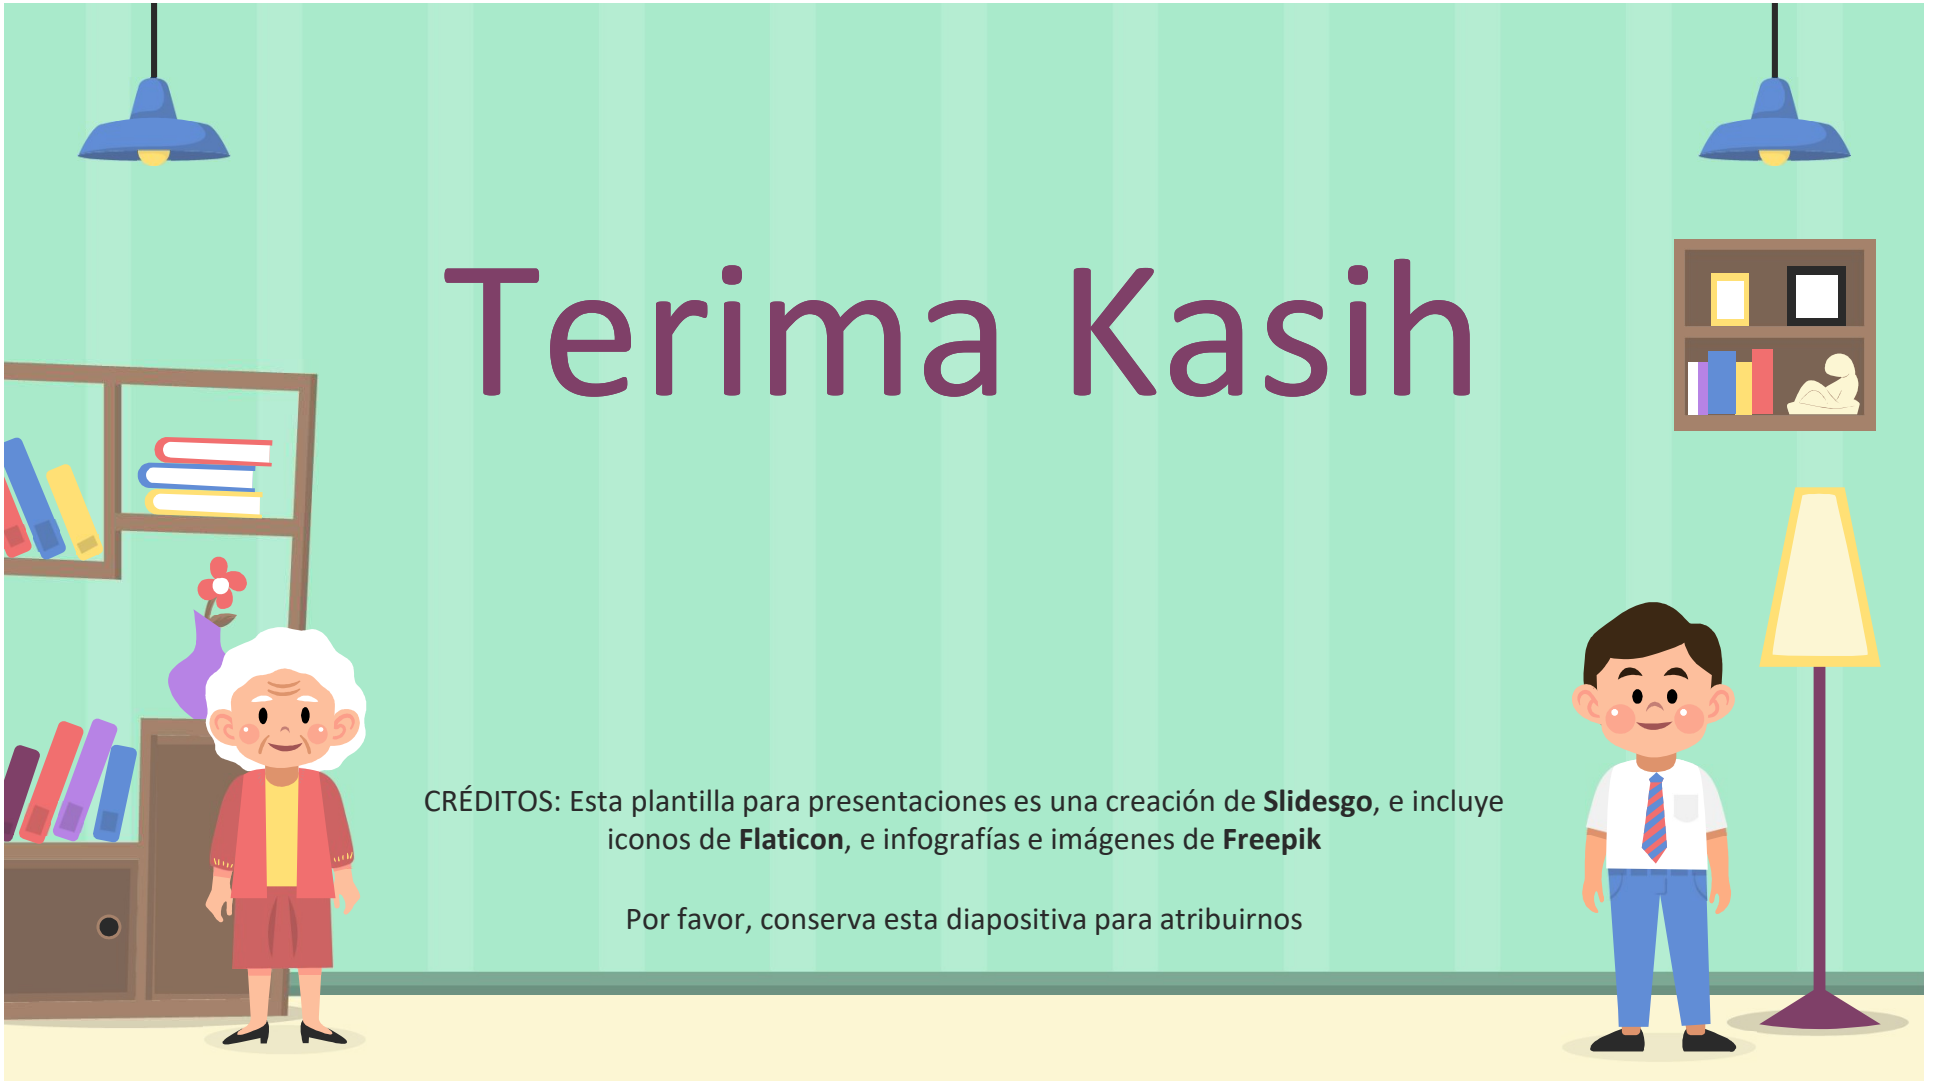 Terima Kasih
CRÉDITOS: Esta plantilla para presentaciones es una creación de Slidesgo, e incluye
iconos de Flaticon, e infografías e imágenes de Freepik
Por favor, conserva esta diapositiva para atribuirnos